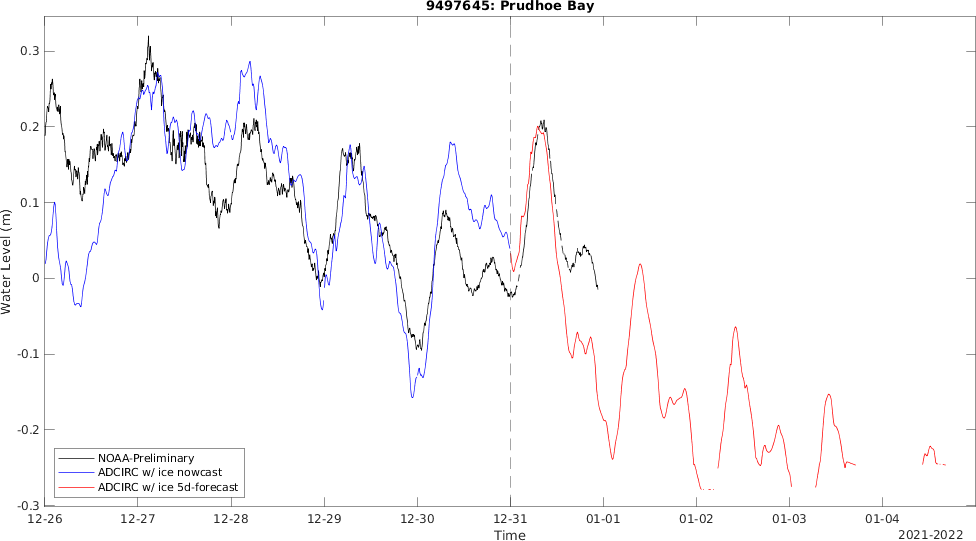 9497645: Prudhoe Bay
Water Level (m)
0.3
0.2
0.1
0
-0.1
-0.2
-0.3
NOAA-Preliminary
ADCIRC w/ ice nowcast
ADCIRC w/ ice 5d-forecast
12-26 12-27 12-28 12-29 12-30 12-31 01-01 01-02 01-03 01-04
Time
2021-2022